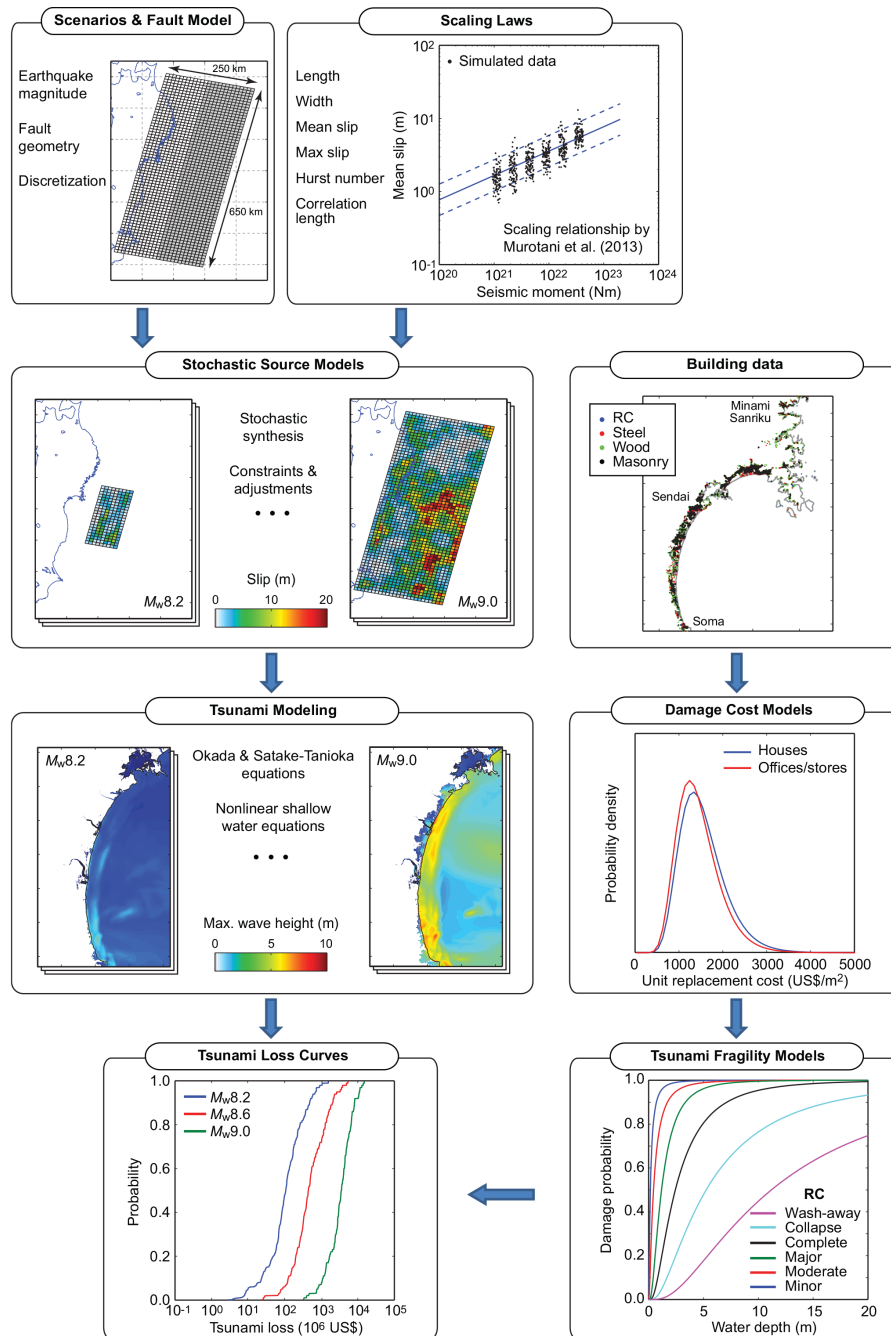 Scenarios & Fault Model
Earthquake
magnitude
Fault
geometry
Discretization
250 km
650 km
Scaling Laws
Length
Width
Mean slip
Max slip
Hurst number
Correlation
length
Mean slip (m)
10²
10¹
10⁰
10⁻¹
• Simulated data
Scaling relationship by
Murotani et al. (2013)
10²⁰ 10²¹ 10²² 10²³ 10²⁴
Seismic moment (Nm)
Stochastic Source Models
Stochastic
synthesis
Constraints &
adjustments
• • •
Slip (m)
0 10 20
Mw8.2
Mw9.0
Building data
RC
Steel
Wood
Masonry
Minami
Sanriku
Sendai
Soma
Tsunami Modeling
Mw8.2
Okada & Satake-Tanioka
equations
Nonlinear shallow
water equations
• • •
Max. wave height (m)
0 5 10
Mw9.0
Damage Cost Models
Houses
Offices/stores
Probability density
0 1000 2000 3000 4000 5000
Unit replacement cost (US$/m²)
Tsunami Loss Curves
Probability
1.0
0.8
0.6
0.4
0.2
0.0
Mw8.2
Mw8.6
Mw9.0
10⁻¹ 10⁰ 10¹ 10² 10³ 10⁴ 10⁵
Tsunami loss (10⁶ US$)
Tsunami Fragility Models
Damage probability
1.0
0.8
0.6
0.4
0.2
0.0
RC
Wash-away
Collapse
Complete
Major
Moderate
Minor
0 5 10 15 20
Water depth (m)